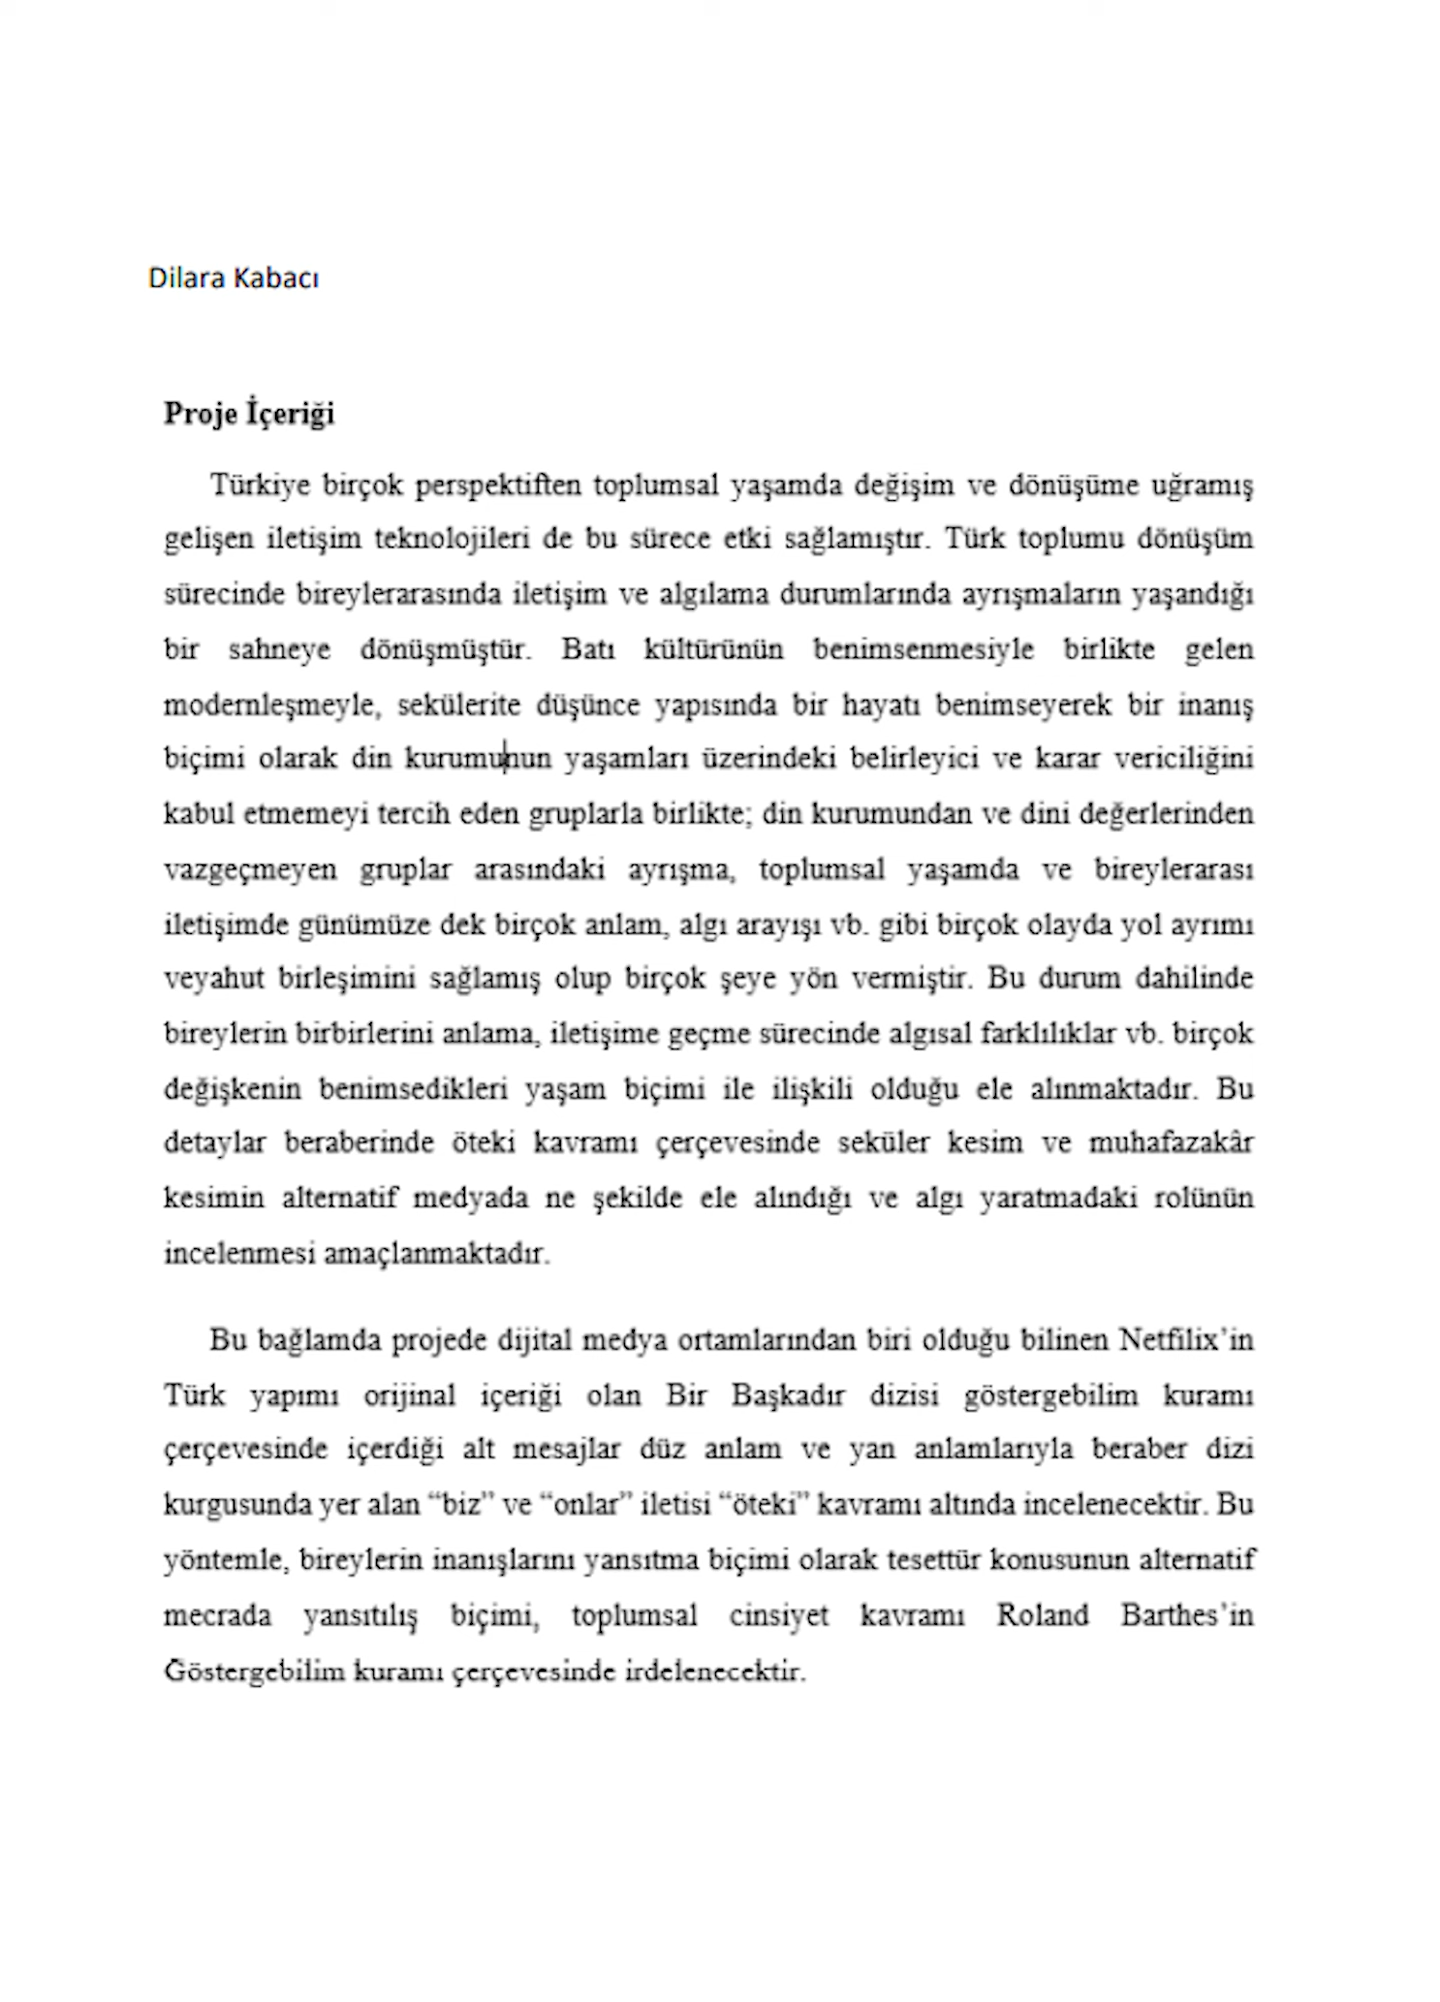 Dilara Kabacı
Proje İçeriği
Türkiye birçok perspektiften toplumsal yaşamda değişim ve dönüşüme uğramış
gelişen iletişim teknolojileri de bu sürece etki sağlamıştır. Türk toplumu dönüşüm
sürecinde bireylerarasında iletişim ve algılama durumlarında ayrışmaların yaşandığı
bir sahneye dönüşmüştür. Batı kültürünün benimsenmesiyle birlikte gelen
modernleşmeyle, sekülerite düşünce yapısında bir hayatı benimseyerek bir inanış
biçimi olarak din kurumunun yaşamları üzerindeki belirleyici ve karar vericiliğini
kabul etmemeyi tercih eden gruplarla birlikte; din kurumundan ve dini değerlerinden
vazgeçmeyen gruplar arasındaki ayrışma, toplumsal yaşamda ve bireylerarası
iletişimde günümüze dek birçok anlam, algı arayışı vb. gibi birçok olayda yol ayrımı
veyahut birleşimini sağlamış olup birçok şeye yön vermiştir. Bu durum dahilinde
bireylerin birbirlerini anlama, iletişime geçme sürecinde algısal farklılıklar vb. birçok
değişkenin benimsedikleri yaşam biçimi ile ilişkili olduğu ele alınmaktadır. Bu
detaylar beraberinde öteki kavramı çerçevesinde seküler kesim ve muhafazakâr
kesimin alternatif medyada ne şekilde ele alındığı ve algı yaratmadaki rolünün
incelenmesi amaçlanmaktadır.
Bu bağlamda projede dijital medya ortamlarından biri olduğu bilinen Netfilix’in
Türk yapımı orijinal içeriği olan Bir Başkadır dizisi göstergebilim kuramı
çerçevesinde içerdiği alt mesajlar düz anlam ve yan anlamlarıyla beraber dizi
kurgusunda yer alan “biz” ve “onlar” iletisi “öteki” kavramı altında incelenecektir. Bu
yöntemle, bireylerin inanışlarını yansıtma biçimi olarak tesettür konusunun alternatif
mecrada yansıtılış biçimi, toplumsal cinsiyet kavramı Roland Barthes’in
Göstergebilim kuramı çerçevesinde irdelenecektir.